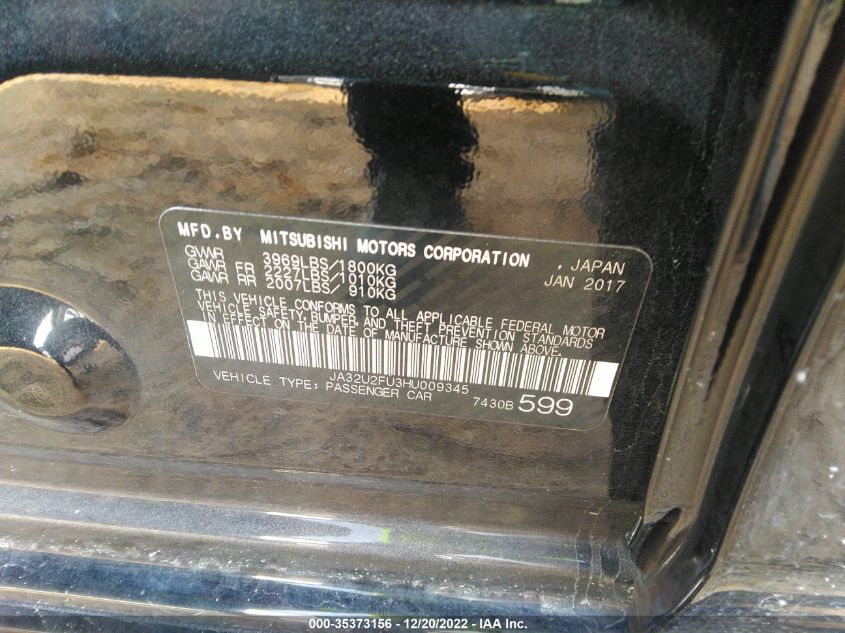 MFD.BY MITSUBISHI MOTORS CORPORATION , JAPAN
GVWR 3969LBS/1800KG JAN 2017
GAWR FR 2227LBS/1010KG
GAWR RR 2007LBS/ 910KG
THIS VEHICLE CONFORMS TO ALL APPLICABLE FEDERAL MOTOR
VEHICLE SAFETY, BUMPER, AND THEFT PREVENTION STANDARDS
IN EFFECT ON THE DATE OF MANUFACTURE SHOWN ABOVE.
JA32U2FU3HU009345
VEHICLE TYPE: PASSENGER CAR 7430B 599
000-35373156 - 12/20/2022 - IAA Inc.